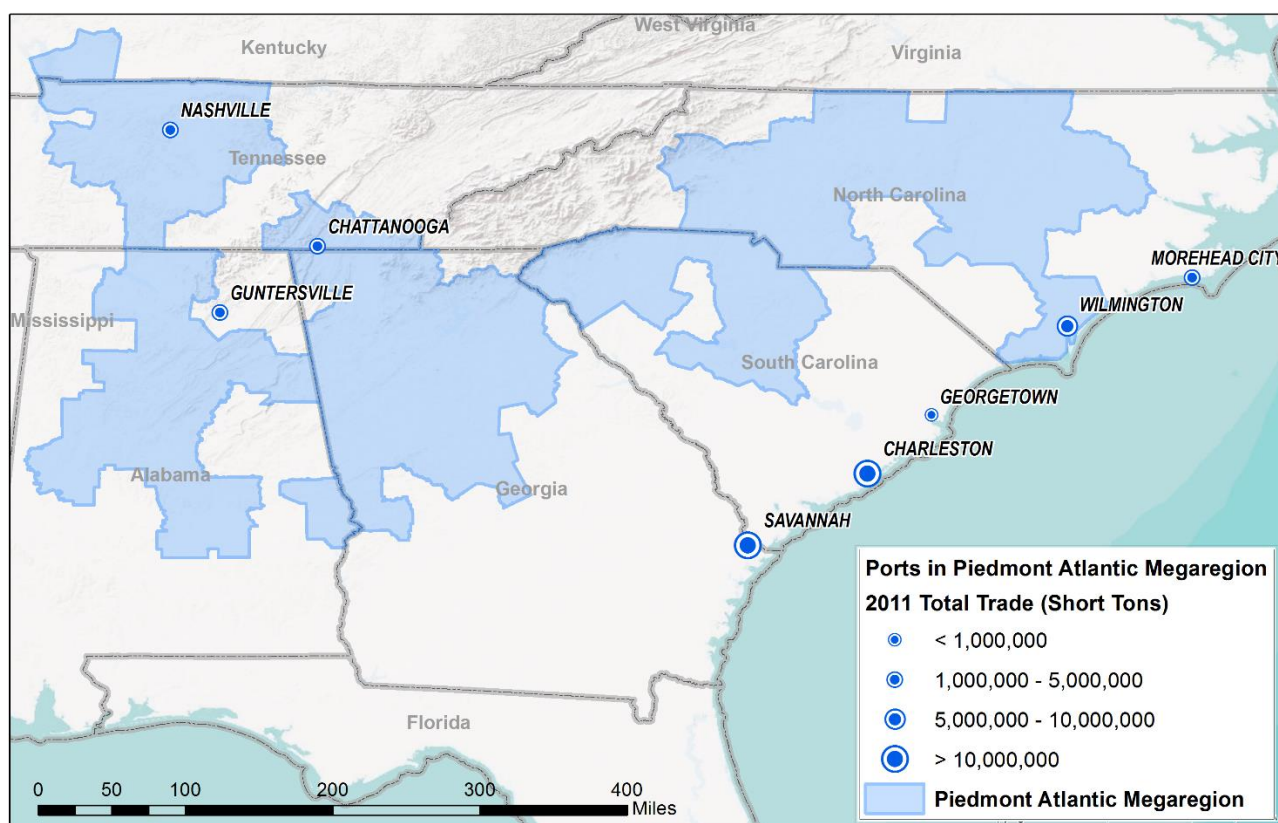 West Virginia
Kentucky
Virginia
NASHVILLE
Tennessee
North Carolina
CHATTANOOGA
MOREHEAD CITY
GUNTERSVILLE
WILMINGTON
Mississippi
South Carolina
GEORGETOWN
CHARLESTON
Alabama
Georgia
SAVANNAH
Ports in Piedmont Atlantic Megaregion
2011 Total Trade (Short Tons)
< 1,000,000
1,000,000 - 5,000,000
5,000,000 - 10,000,000
> 10,000,000
Piedmont Atlantic Megaregion
Florida
0 50 100 200 300 400
Miles